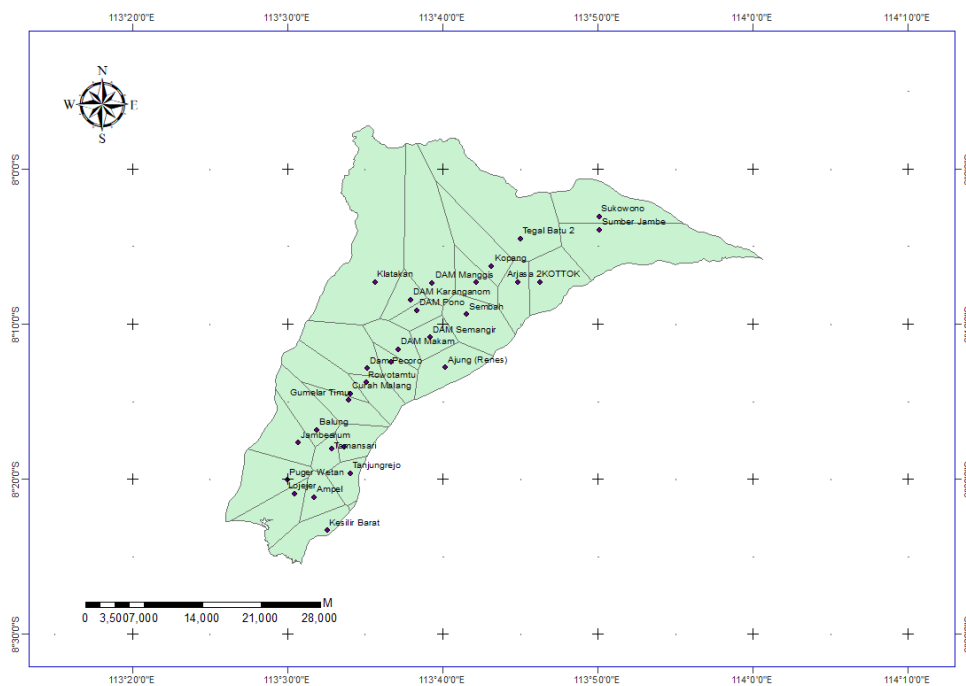 113°20'0"E 113°30'0"E 113°40'0"E 113°50'0"E 114°0'0"E 114°10'0"E
N
W E
S
8°0'0"S
Sukowono
Sumber Jambe
Tegal Batu 2
Kopang
Klatakan
DAM Manggis
Arjasa 2
KOTTOK
DAM Karanganom
DAM Pono
Sembah
8°10'0"S
DAM Semangir
DAM Makam
Dam Pecoro
Ajung (Renes)
Rowotamtu
Curah Malang
Gumelar Timur
Balung
Jambearum
Tamansari
Tanjungrejo
8°20'0"S
Puger Wetan
Lojejer
Ampel
Kesilir Barat
M
0 3,500 7,000 14,000 21,000 28,000
8°30'0"S
113°20'0"E 113°30'0"E 113°40'0"E 113°50'0"E 114°0'0"E 114°10'0"E